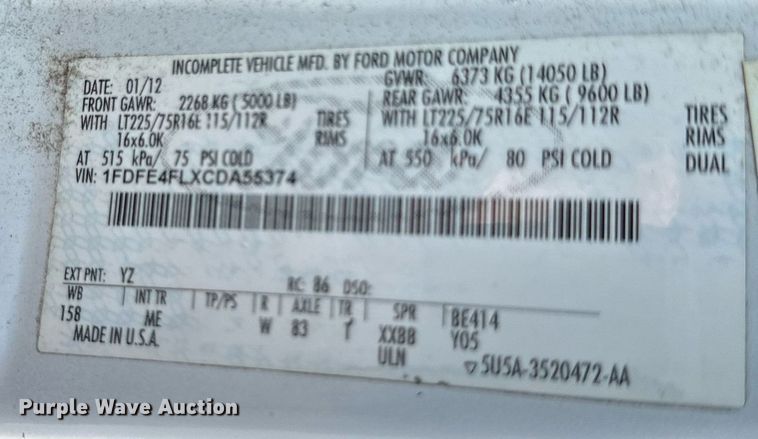 INCOMPLETE VEHICLE MFD. BY FORD MOTOR COMPANY
DATE: 01/12 GVWR: 6373 KG (14050 LB)
FRONT GAWR: 2268 KG (5000 LB) REAR GAWR: 4355 KG (9600 LB)
WITH LT225/75R16E 115/112R TIRES WITH LT225/75R16E 115/112R TIRES
16x6.0K RIMS 16x6.0K RIMS
AT 515 kPa/ 75 PSI COLD AT 550 kPa/ 80 PSI COLD DUAL
VIN: 1FDFE4FLXCDA55374
EXT PNT: YZ RC: 86 DSO:
WB INT TR TP/PS R AXLE TR SPR BE414
158 ME W 83 XXBB Y05
MADE IN U.S.A. ULN
▽5U5A-3520472-AA
Purple Wave Auction